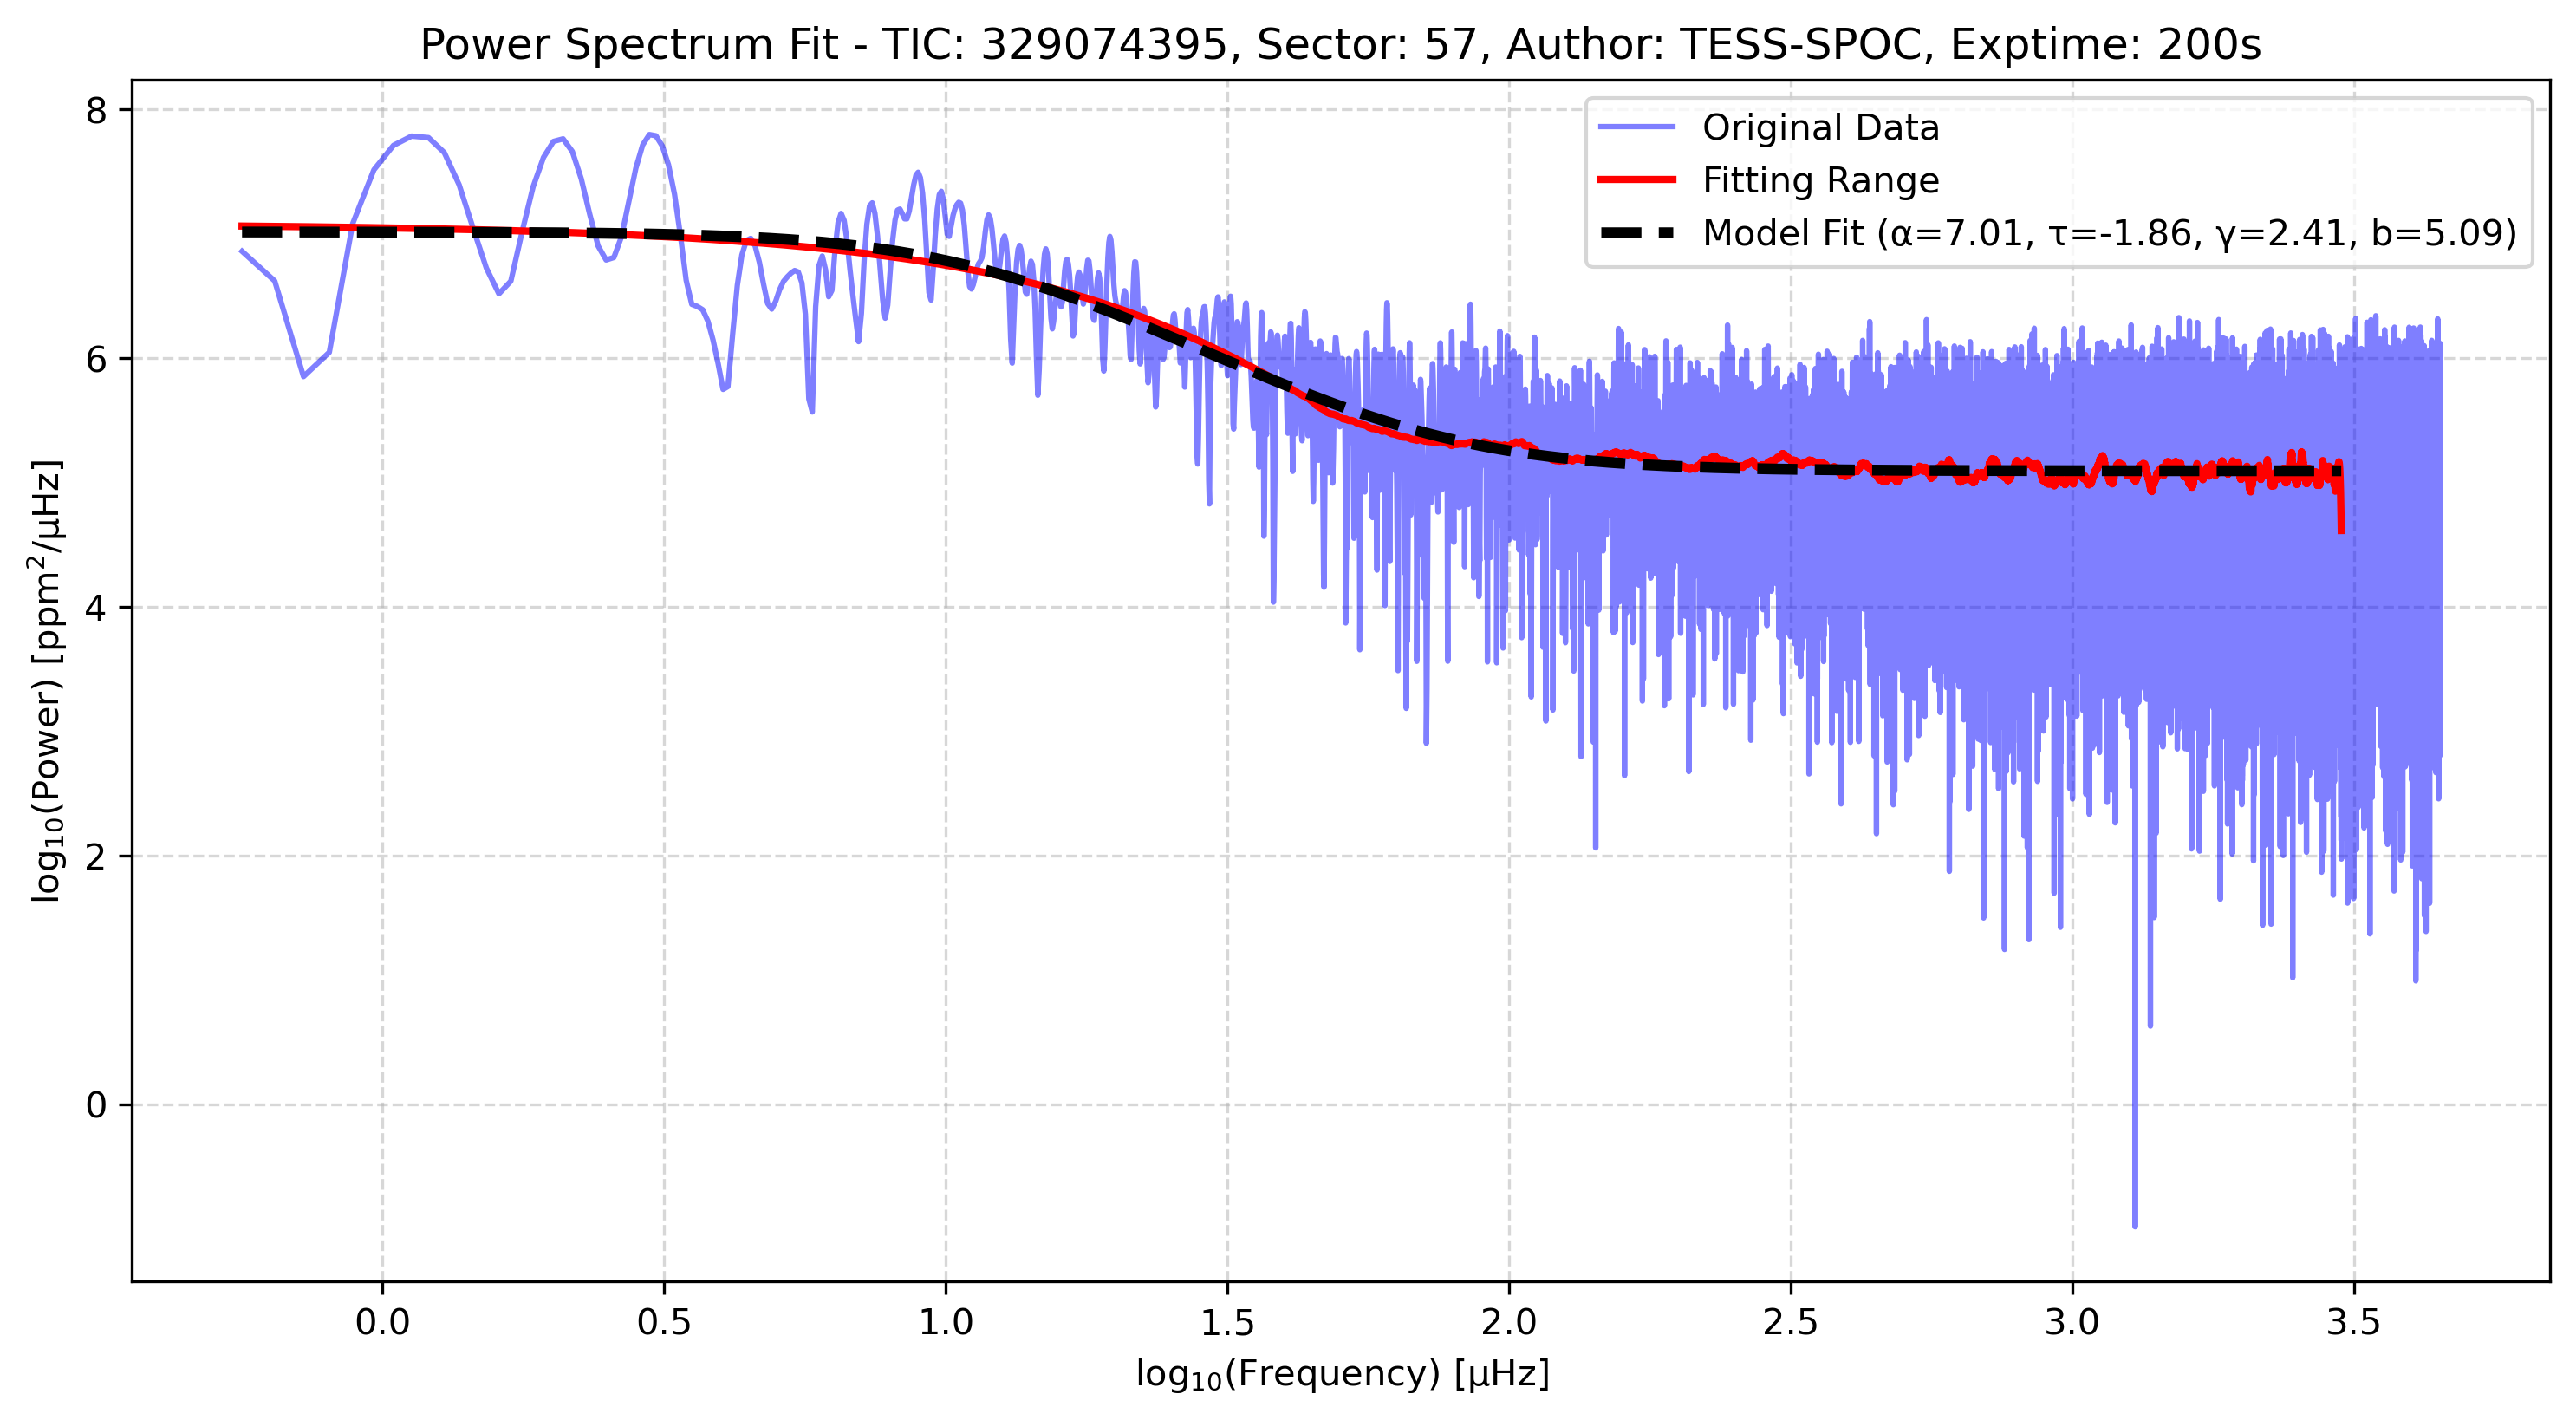 Power Spectrum Fit - TIC: 329074395, Sector: 57, Author: TESS-SPOC, Exptime: 200s
Original Data
Fitting Range
Model Fit (α=7.01, τ=-1.86, γ=2.41, b=5.09)
log₁₀(Power) [ppm²/μHz]
8
6
4
2
0
0.0 0.5 1.0 1.5 2.0 2.5 3.0 3.5
log₁₀(Frequency) [μHz]